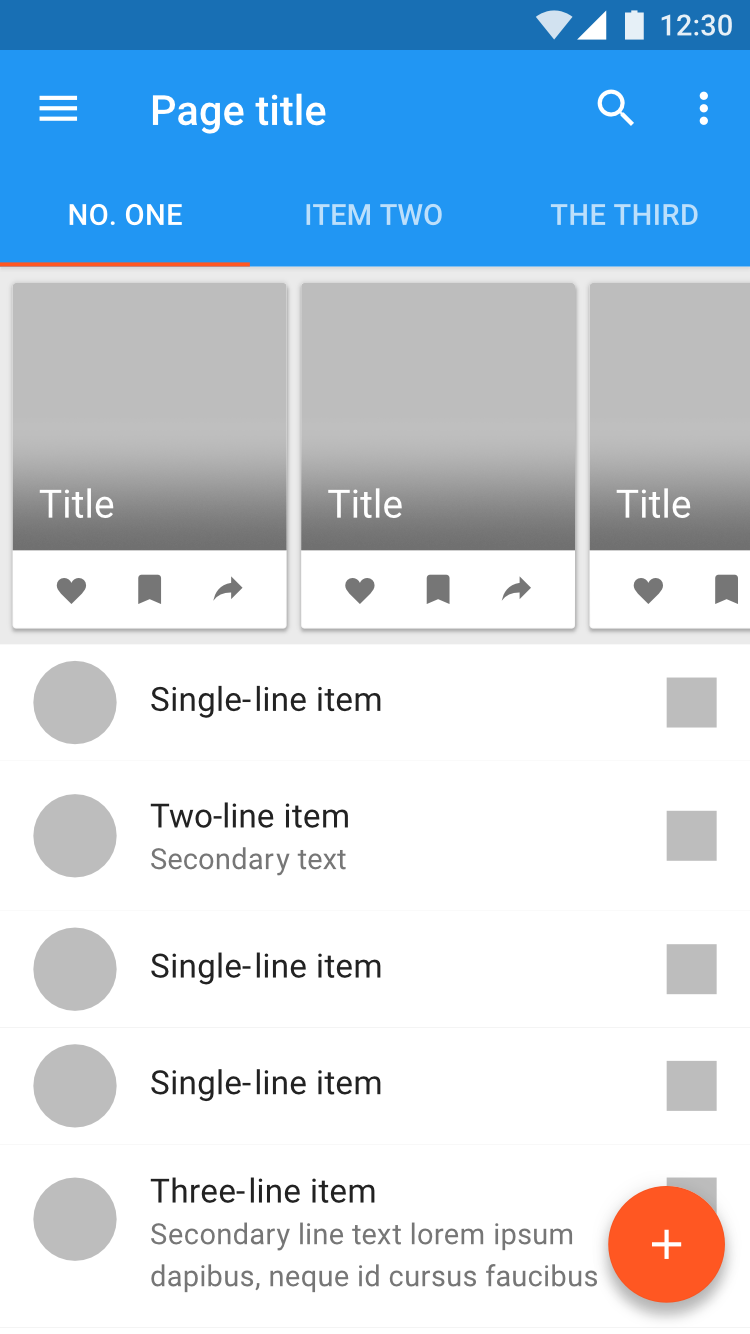 12:30
Page title
NO. ONE ITEM TWO THE THIRD
Title Title Title
Single-line item
Two-line item
Secondary text
Single-line item
Single-line item
Three-line item
Secondary line text lorem ipsum
dapibus, neque id cursus faucibus